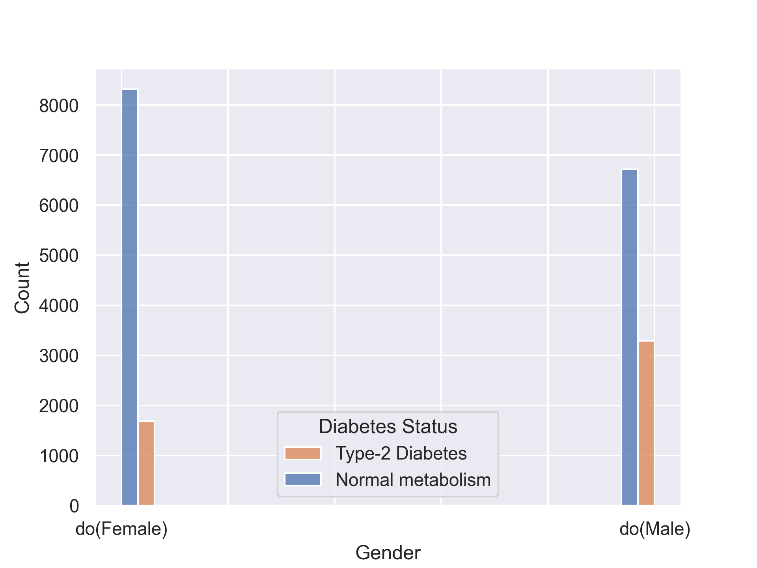 8000
7000
6000
5000
4000
3000
2000
1000
0
Count
Diabetes Status
Type-2 Diabetes
Normal metabolism
do(Female)
do(Male)
Gender